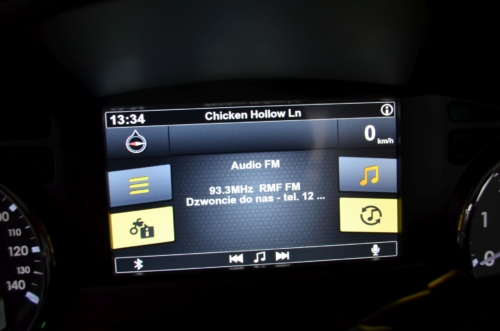 13:34
Chicken Hollow Ln
0
km/h
Audio FM
93.3MHz RMF FM
Dzwoncie do nas - tel. 12 ...
110
120
130
140
1
0